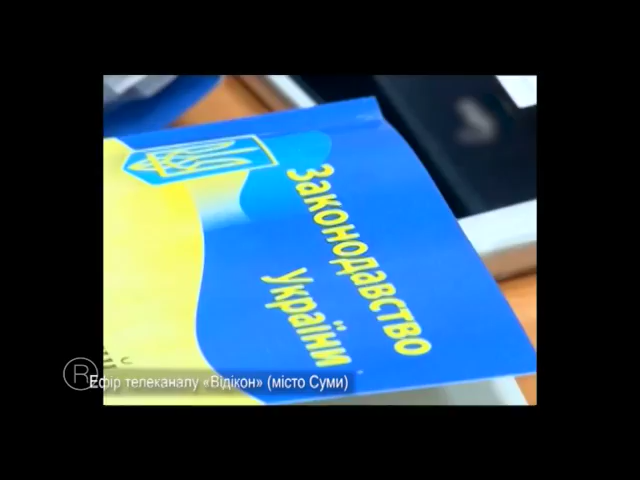 Законодавство
України
® Ефір телеканалу «Відікон» (місто Суми)